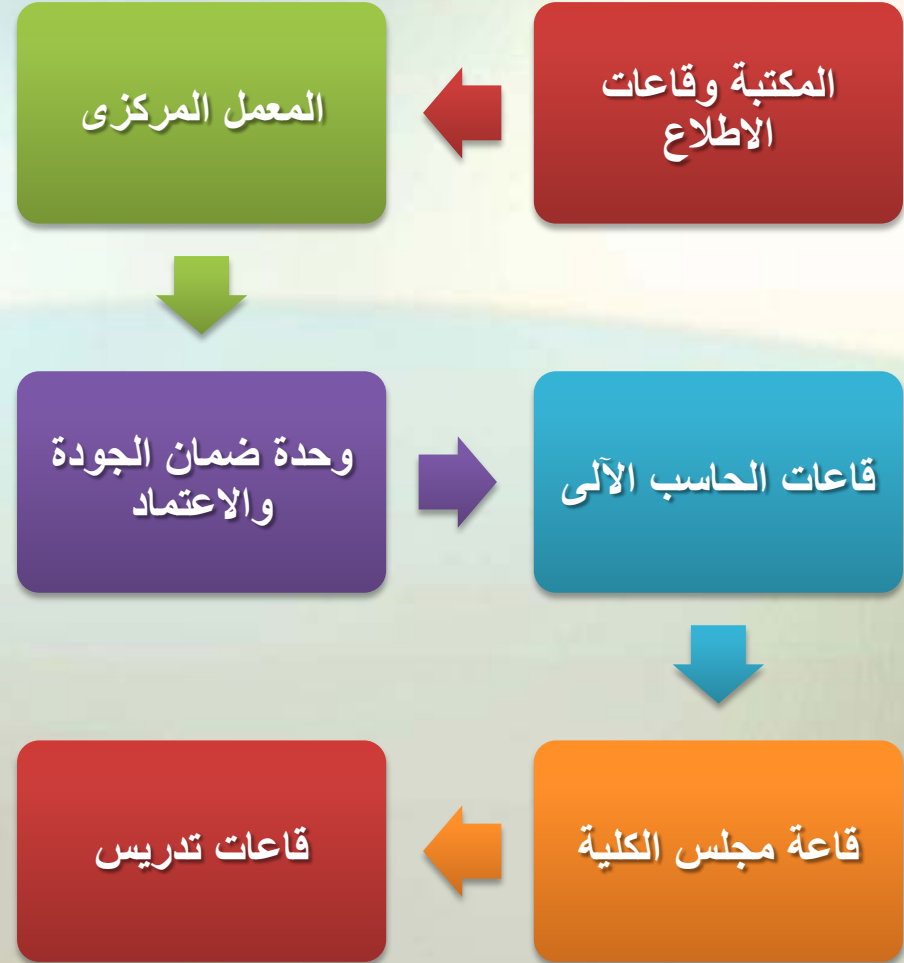 المكتبة وقاعات
الاطلاع
المعمل المركزى
وحدة ضمان الجودة
والاعتماد
قاعات الحاسب الآلى
قاعة مجلس الكلية
قاعات تدريس